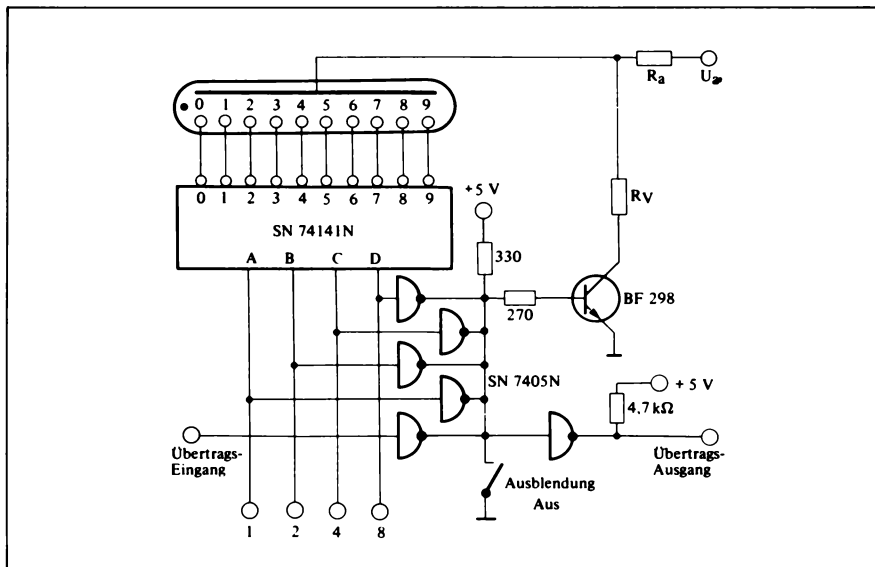 Ra
Ua
0 1 2 3 4 5 6 7 8 9
+5 V
0 1 2 3 4 5 6 7 8 9
SN 74141N
RV
A B C D
330
270
BF 298
SN 7405N
+ 5 V
4,7 kΩ
Übertrags-
Eingang
Übertrags-
Ausgang
Ausblendung
Aus
1 2 4 8